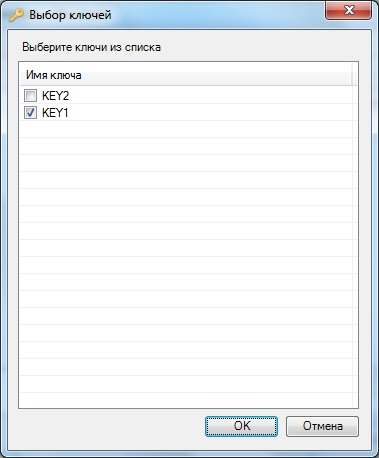 Выбор ключей
Выберите ключи из списка
Имя ключа
KEY2
KEY1
OK
Отмена